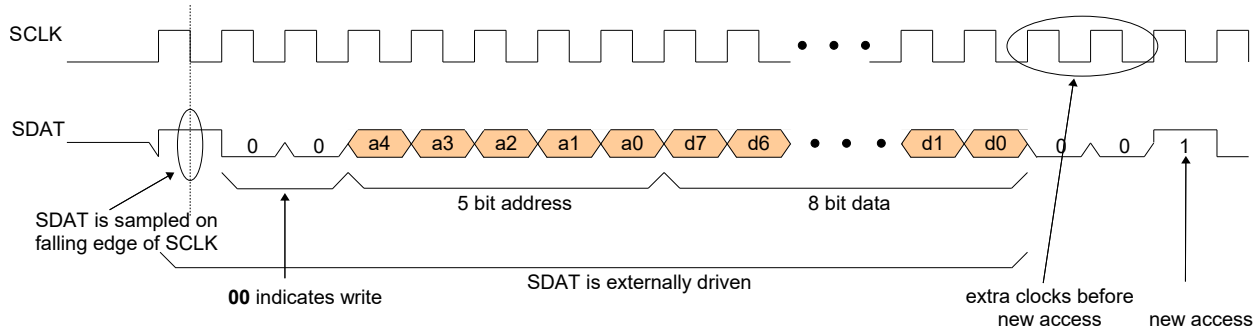 SCLK
SDAT
0 0 a4 a3 a2 a1 a0 d7 d6 d1 d0 0 0 1
5 bit address
8 bit data
SDAT is sampled on
falling edge of SCLK
SDAT is externally driven
00 indicates write
extra clocks before
new access
new access